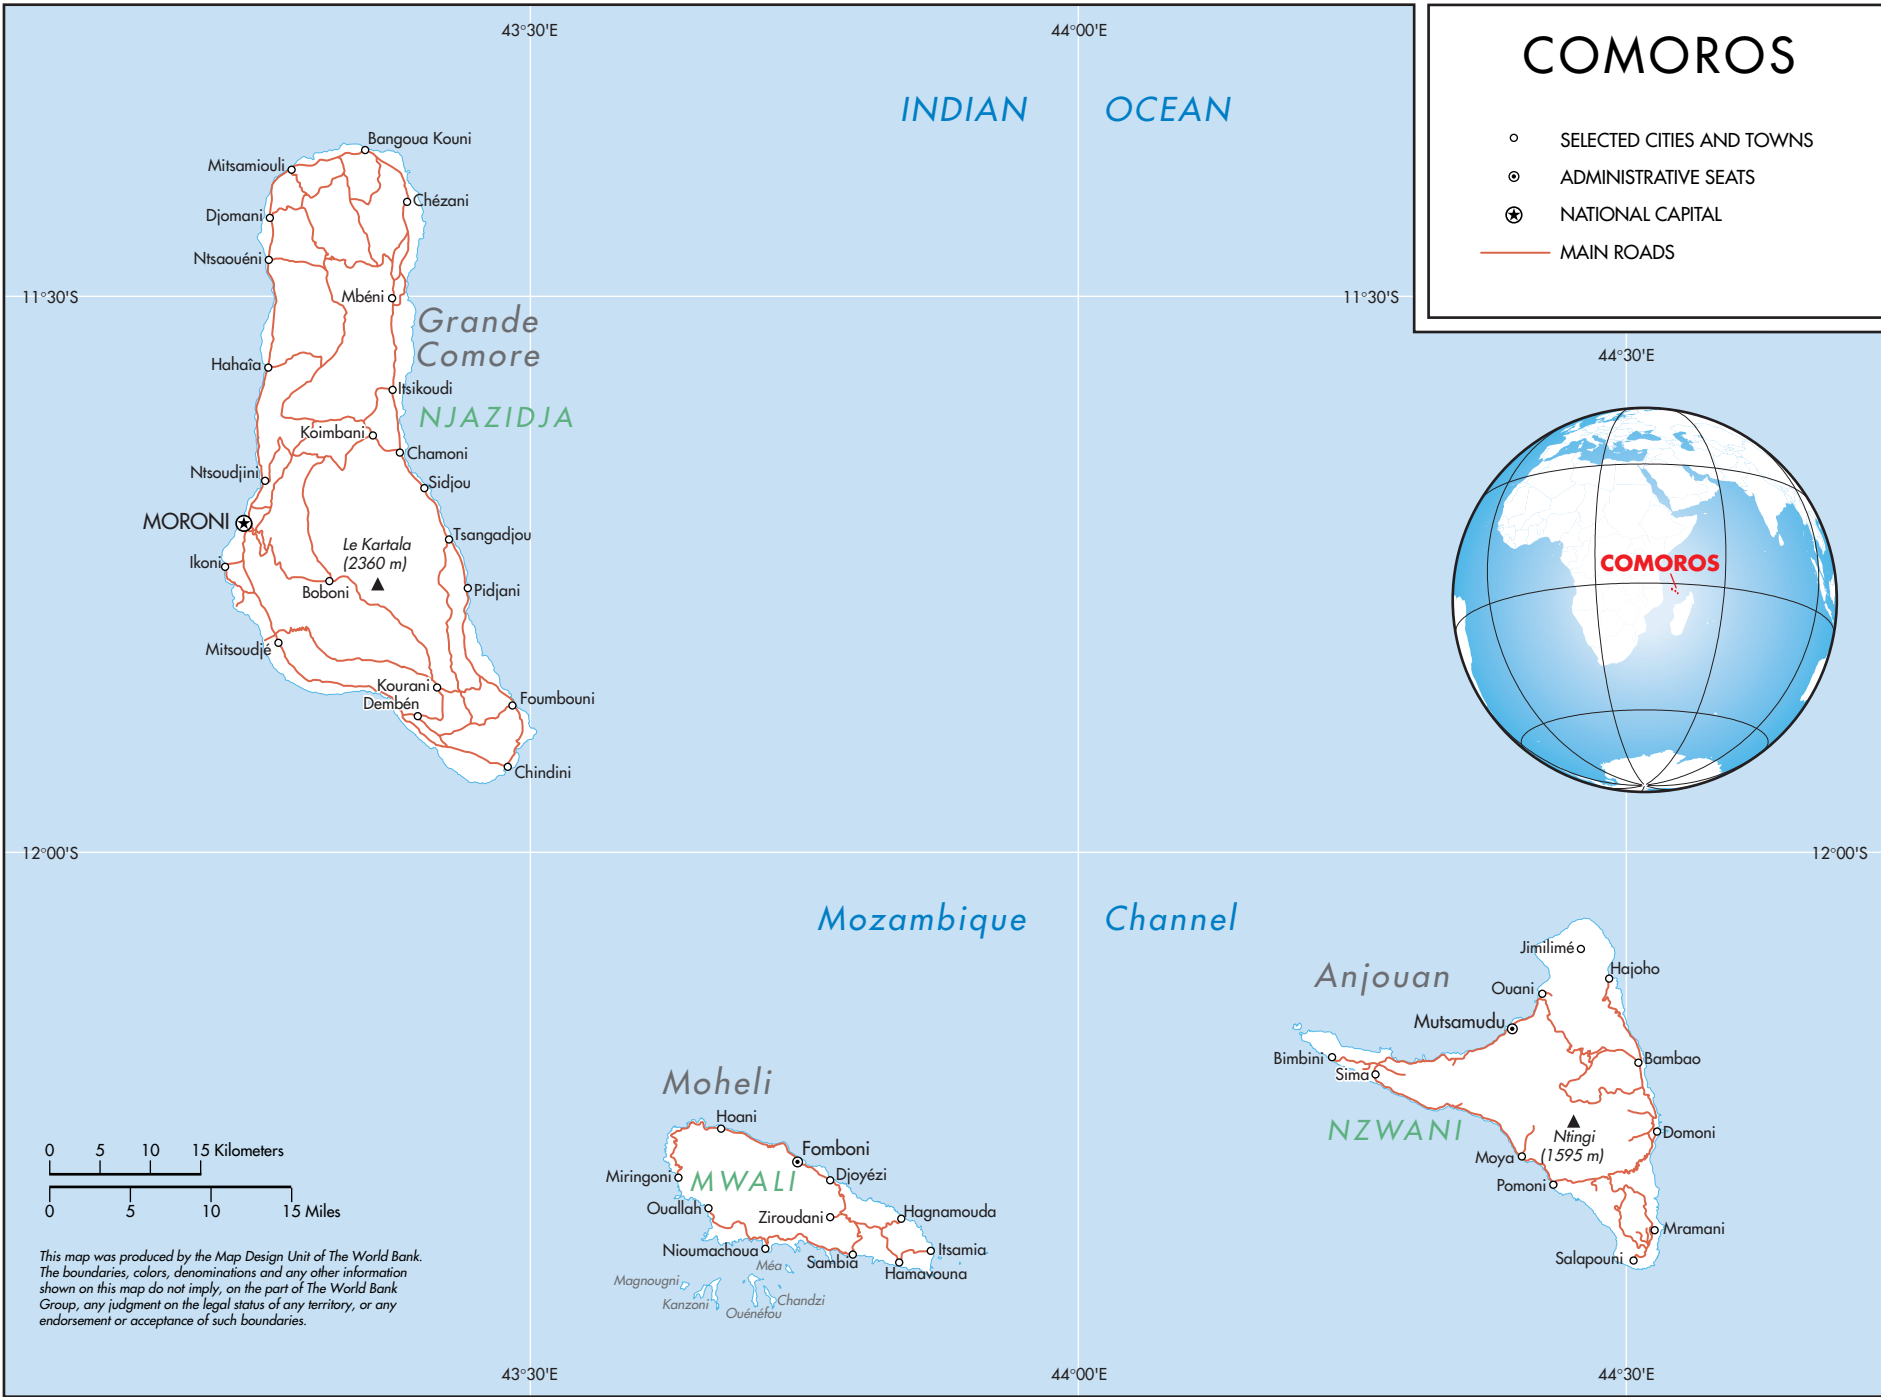 43°30'E
44°00'E
COMOROS
SELECTED CITIES AND TOWNS
ADMINISTRATIVE SEATS
NATIONAL CAPITAL
MAIN ROADS
INDIAN OCEAN
Bangoua Kouni
Mitsamiouli
Chézani
Djomani
Ntsaouéni
11°30'S
Mbéni
11°30'S
Grande
Comore
44°30'E
Hahaîa
Itsikoudi
NJAZIDJA
Koimbani
Chamoni
Ntsoudjini
Sidjou
MORONI
Tsangadjou
Le Kartala
(2360 m)
Ikoni
COMOROS
Boboni
Pidjani
Mitsoudjé
Kourani
Dembén
Foumbouni
Chindini
12°00'S
12°00'S
Mozambique Channel
Jimilimé
Hajoho
Anjouan
Ouani
Mutsamudu
Bimbini
Bambao
Sima
Moheli
Hoani
NZWANI
Domoni
Ntingi
(1595 m)
Moya
Fomboni
Djoyézi
Miringoni
MWALI
Pomoni
Ouallah
Ziroudani
Hagnamouda
Mramani
Nioumachoua
Sambia
Itsamia
Salapouni
Hamavouna
Méa
Magnougni
Kanzoni
Chandzi
Ouénéfou
0 5 10 15 Kilometers
0 5 10 15 Miles
This map was produced by the Map Design Unit of The World Bank.
The boundaries, colors, denominations and any other information
shown on this map do not imply, on the part of The World Bank
Group, any judgment on the legal status of any territory, or any
endorsement or acceptance of such boundaries.
43°30'E
44°00'E
44°30'E